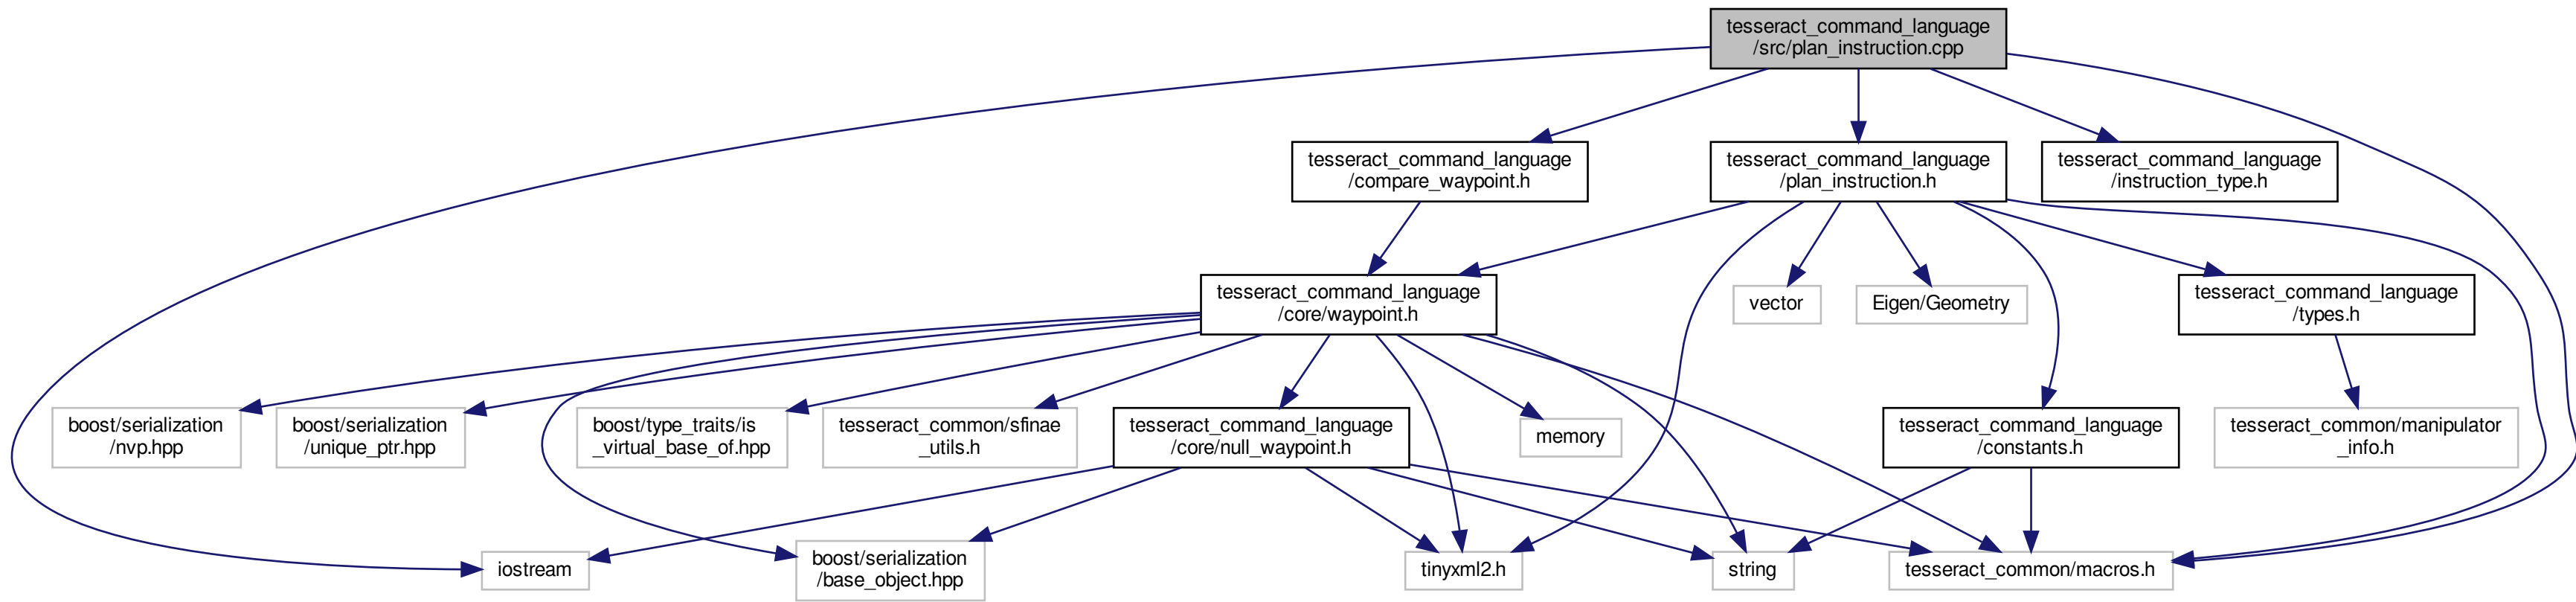 tesseract_command_language
/src/plan_instruction.cpp
tesseract_command_language
/compare_waypoint.h
tesseract_command_language
/plan_instruction.h
tesseract_command_language
/instruction_type.h
tesseract_command_language
/core/waypoint.h
vector
Eigen/Geometry
tesseract_command_language
/types.h
boost/serialization
/nvp.hpp
boost/serialization
/unique_ptr.hpp
boost/type_traits/is
_virtual_base_of.hpp
tesseract_common/sfinae
_utils.h
tesseract_command_language
/core/null_waypoint.h
memory
tesseract_command_language
/constants.h
tesseract_common/manipulator
_info.h
iostream
boost/serialization
/base_object.hpp
tinyxml2.h
string
tesseract_common/macros.h